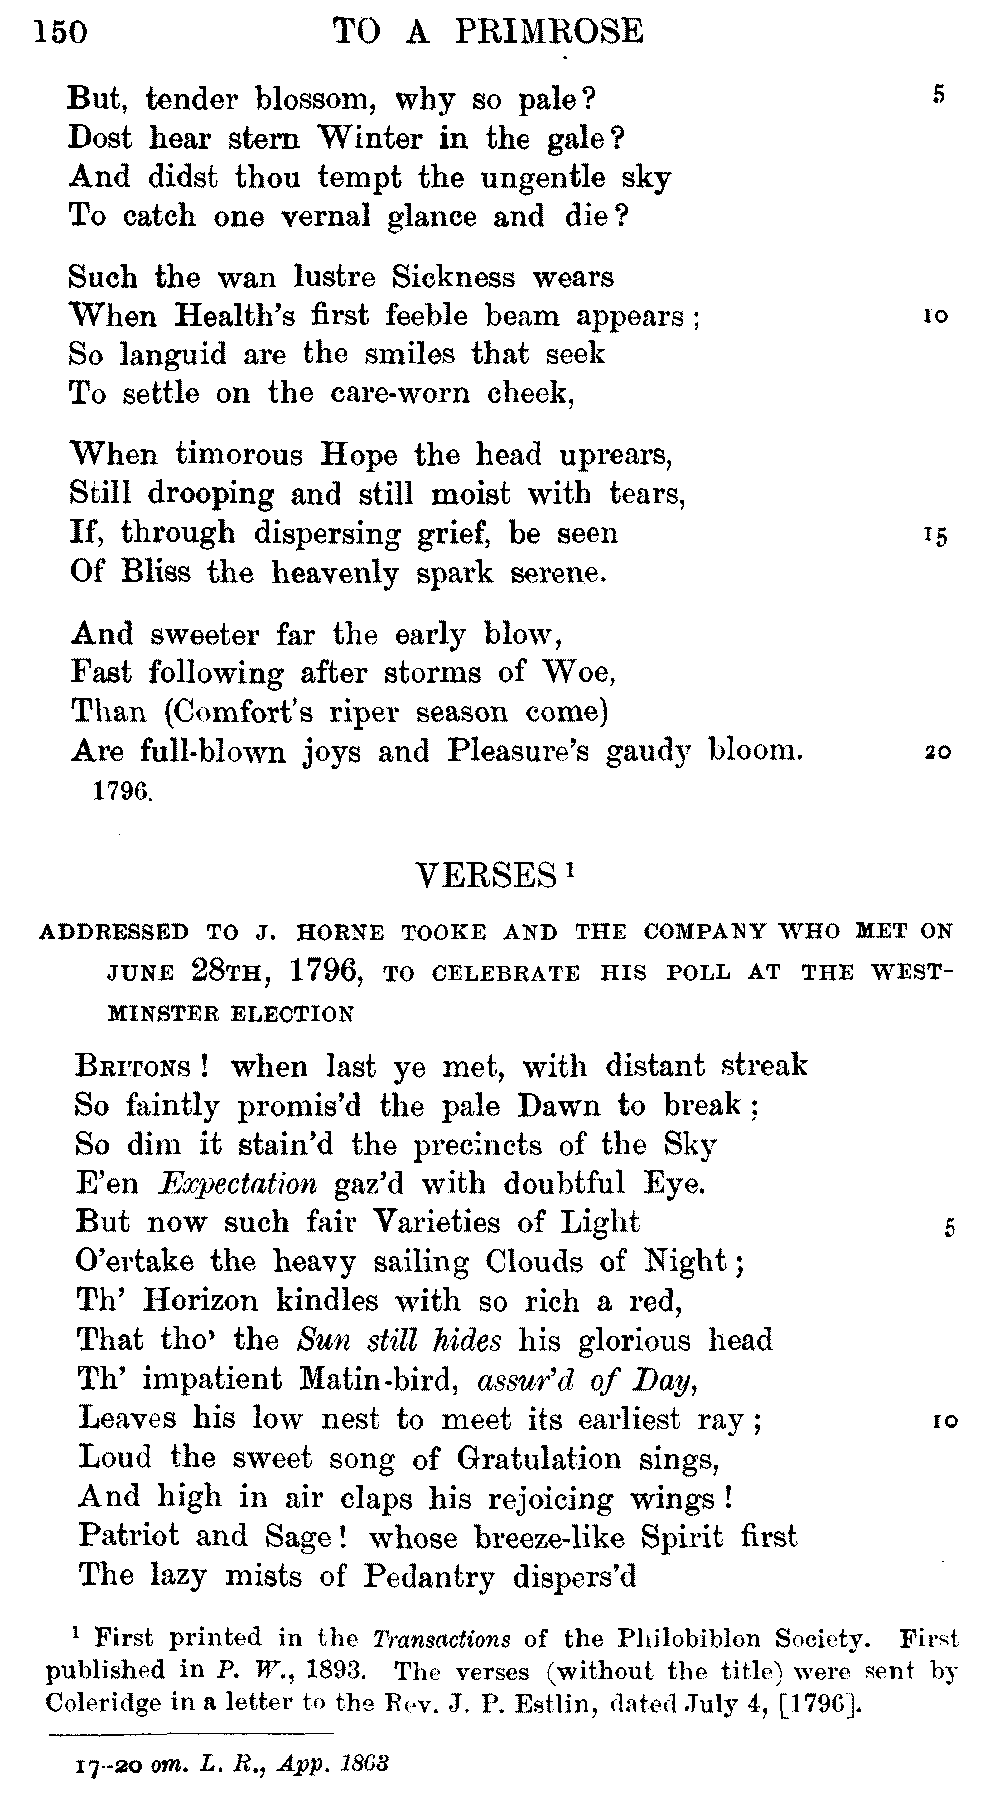 150 TO A PRIMROSE
But, tender blossom, why so pale? 5
Dost hear stern Winter in the gale?
And didst thou tempt the ungentle sky
To catch one vernal glance and die?
Such the wan lustre Sickness wears
When Health's first feeble beam appears; 10
So languid are the smiles that seek
To settle on the care-worn cheek,
When timorous Hope the head uprears,
Still drooping and still moist with tears,
If, through dispersing grief, be seen 15
Of Bliss the heavenly spark serene.
And sweeter far the early blow,
Fast following after storms of Woe,
Than (Comfort's riper season come)
Are full-blown joys and Pleasure's gaudy bloom. 20
1796.
VERSES¹
ADDRESSED TO J. HORNE TOOKE AND THE COMPANY WHO MET ON
JUNE 28TH, 1796, TO CELEBRATE HIS POLL AT THE WEST-
MINSTER ELECTION
BRITONS! when last ye met, with distant streak
So faintly promis'd the pale Dawn to break;
So dim it stain'd the precincts of the Sky
E'en Expectation gaz'd with doubtful Eye.
But now such fair Varieties of Light 5
O'ertake the heavy sailing Clouds of Night;
Th' Horizon kindles with so rich a red,
That tho' the Sun still hides his glorious head
Th' impatient Matin-bird, assur'd of Day,
Leaves his low nest to meet its earliest ray; 10
Loud the sweet song of Gratulation sings,
And high in air claps his rejoicing wings!
Patriot and Sage! whose breeze-like Spirit first
The lazy mists of Pedantry dispers'd
¹ First printed in the Transactions of the Philobiblon Society. First
published in P. W., 1893. The verses (without the title) were sent by
Coleridge in a letter to the Rev. J. P. Estlin, dated July 4, [1796].
17-20 om. L. R., App. 1863